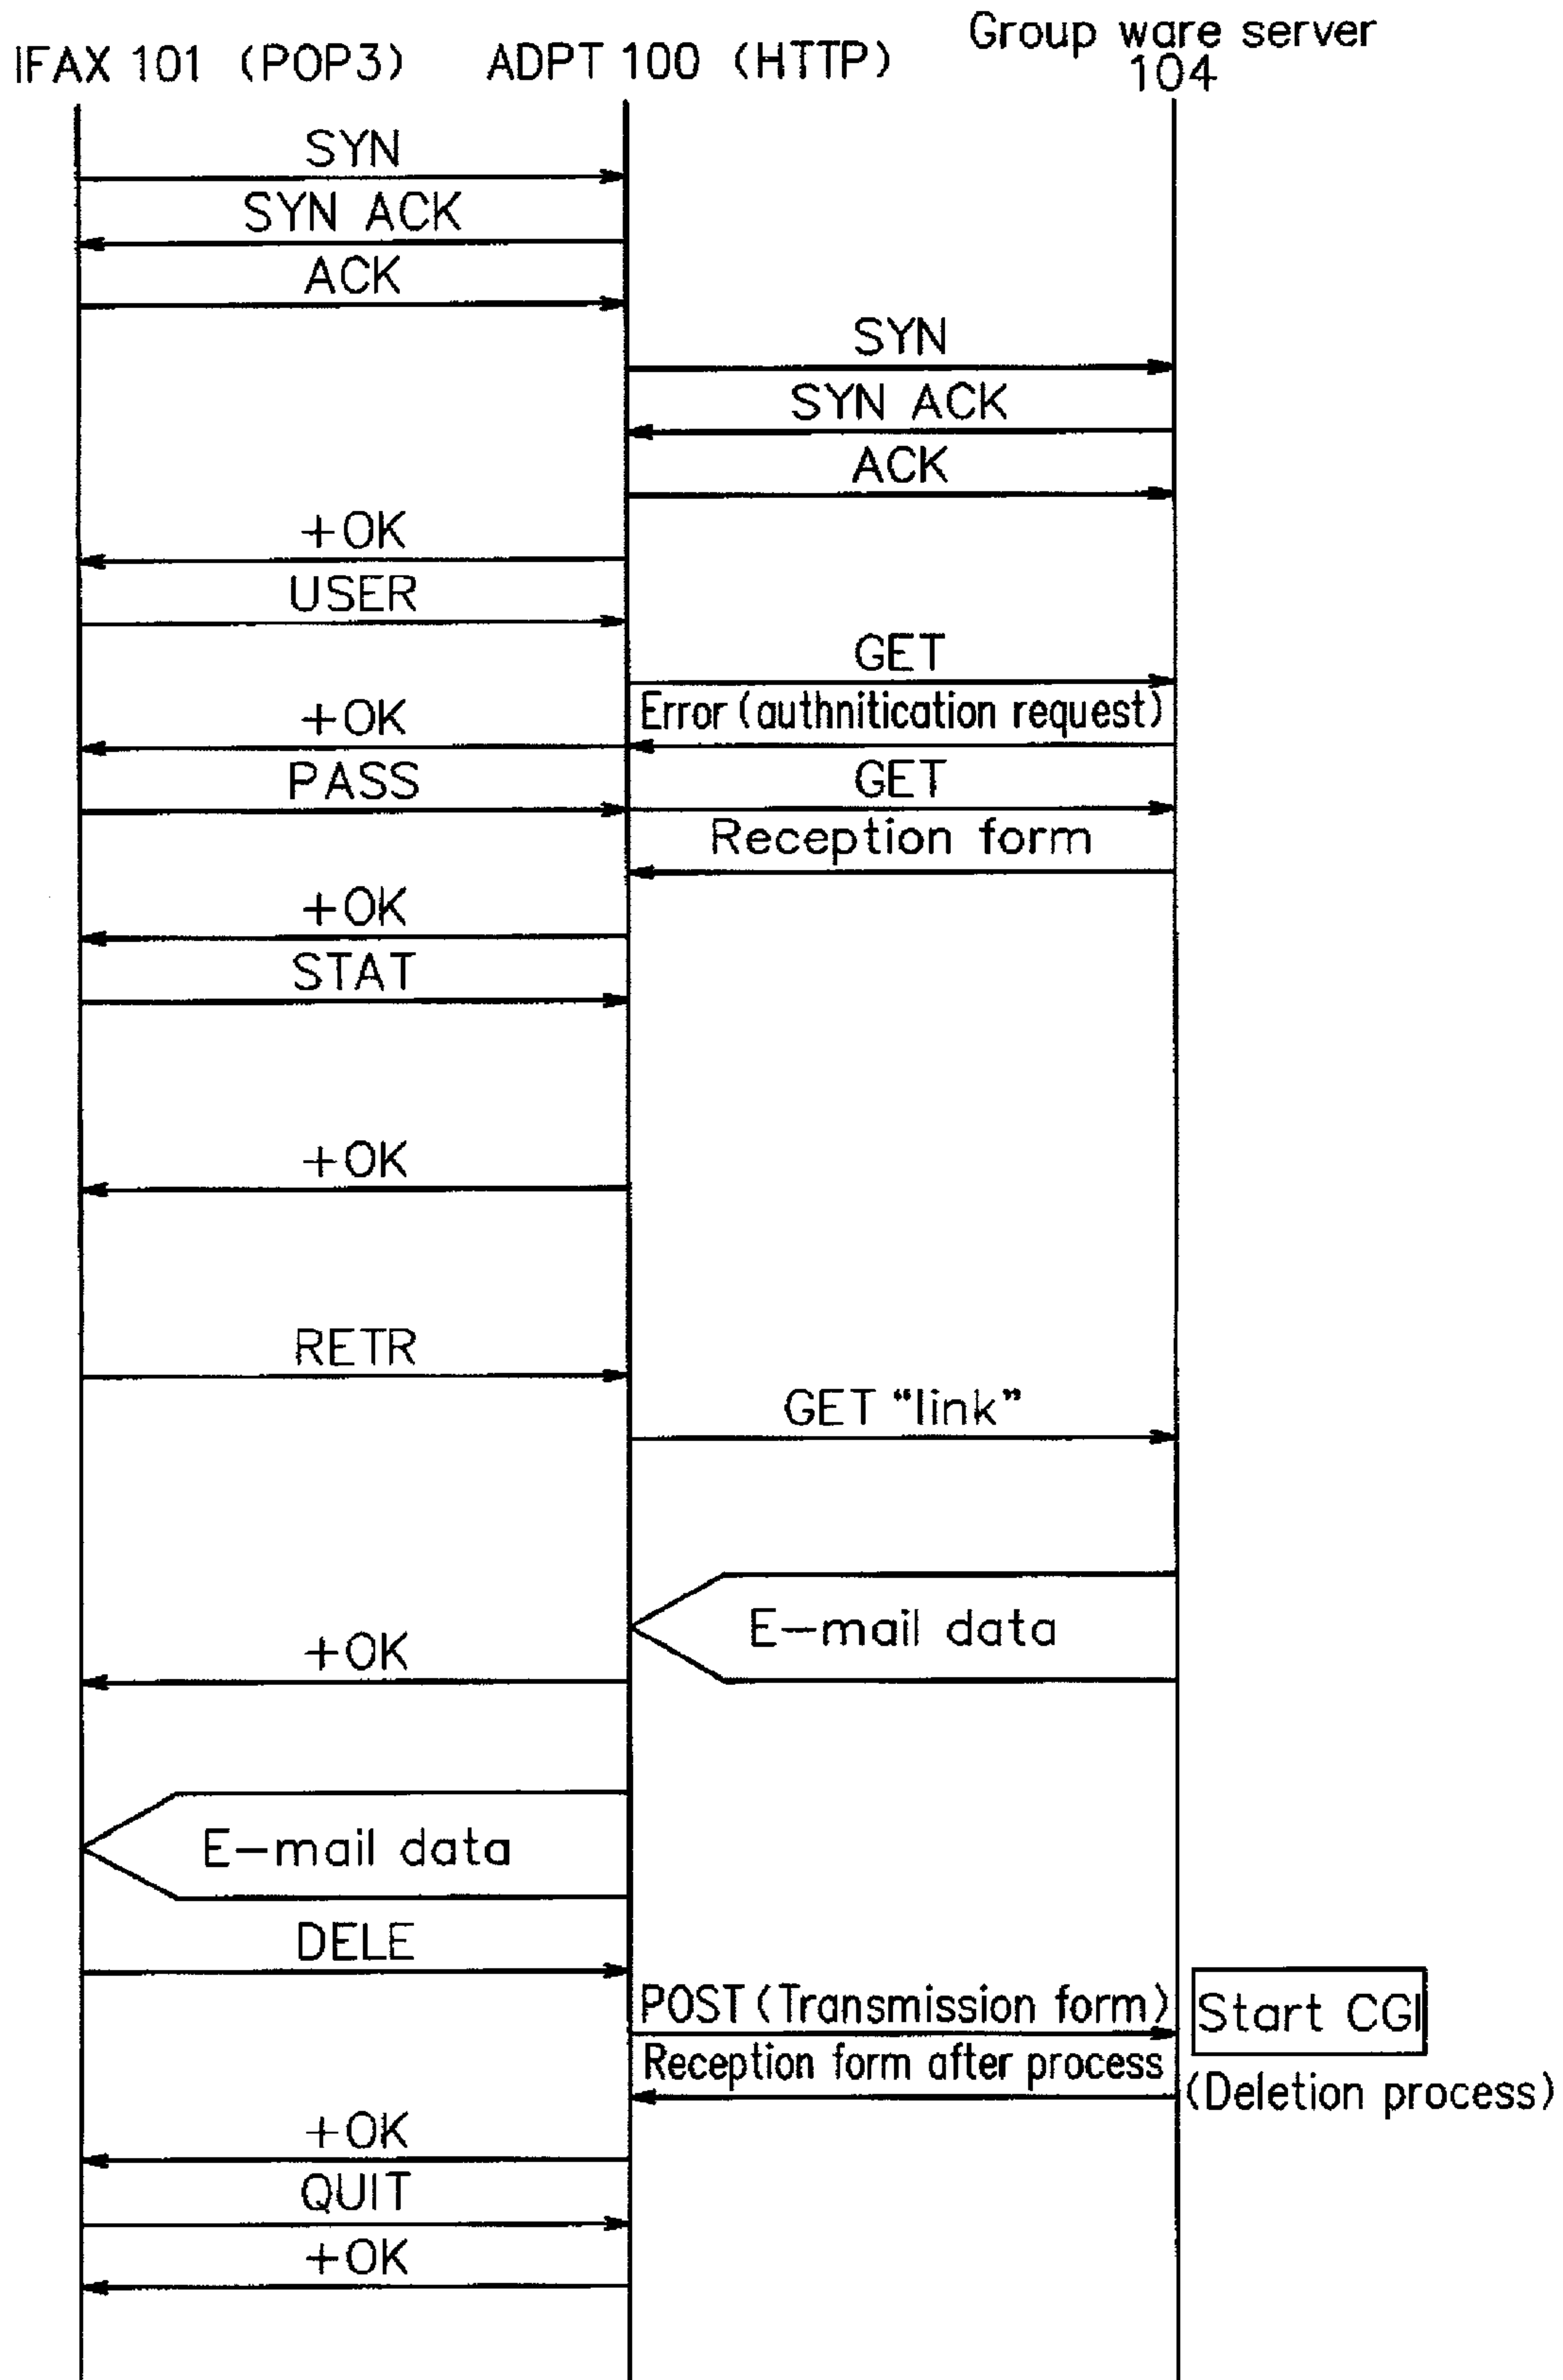 IFAX 101 (POP3)
ADPT 100 (HTTP)
Group ware server
104
SYN
SYN ACK
ACK
SYN
SYN ACK
ACK
+OK
USER
GET
Error (authnitication request)
+OK
PASS
GET
Reception form
+OK
STAT
+OK
RETR
GET “link”
E-mail data
+OK
E-mail data
DELE
POST (Transmission form)
Start CGI
Reception form after process
(Deletion process)
+OK
QUIT
+OK